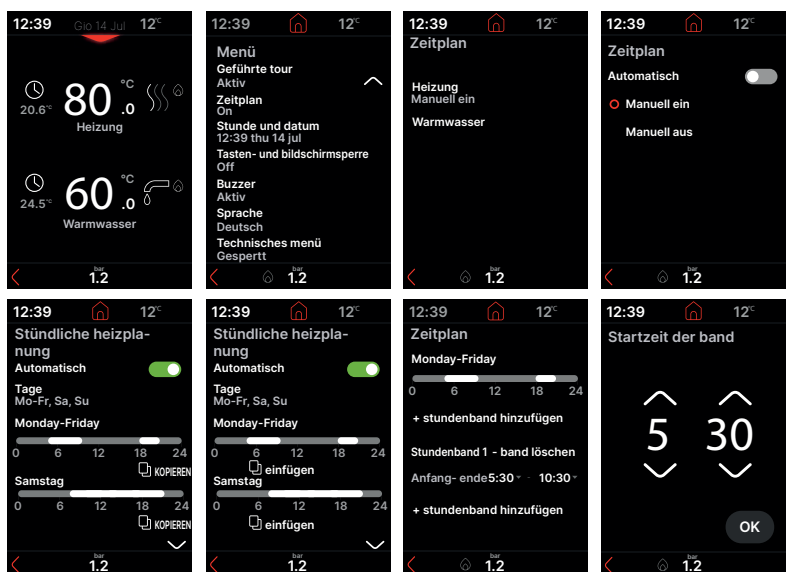 12:39 Gio 14 Jul 12°C
20.6°C 80.0 °C
Heizung
24.5°C 60.0 °C
Warmwasser
bar
1.2
12:39 12°C
Menü
Geführte tour
Aktiv
Zeitplan
On
Stunde und datum
12:39 thu 14 jul
Tasten- und bildschirmsperre
Off
Buzzer
Aktiv
Sprache
Deutsch
Technisches menü
Gespertt
bar
1.2
12:39 12°C
Zeitplan
Heizung
Manuell ein
Warmwasser
bar
1.2
12:39 12°C
Zeitplan
Automatisch
Manuell ein
Manuell aus
bar
1.2
12:39 12°C
Stündliche heizpla-
nung
Automatisch
Tage
Mo-Fr, Sa, Su
Monday-Friday
0 6 12 18 24
KOPIEREN
Samstag
0 6 12 18 24
KOPIEREN
bar
1.2
12:39 12°C
Stündliche heizpla-
nung
Automatisch
Tage
Mo-Fr, Sa, Su
Monday-Friday
0 6 12 18 24
einfügen
Samstag
0 6 12 18 24
einfügen
bar
1.2
12:39 12°C
Zeitplan
Monday-Friday
0 6 12 18 24
+ stundenband hinzufügen
Stundenband 1 - band löschen
Anfang- ende 5:30 - 10:30
+ stundenband hinzufügen
bar
1.2
12:39 12°C
Startzeit der band
5 30
OK
bar
1.2